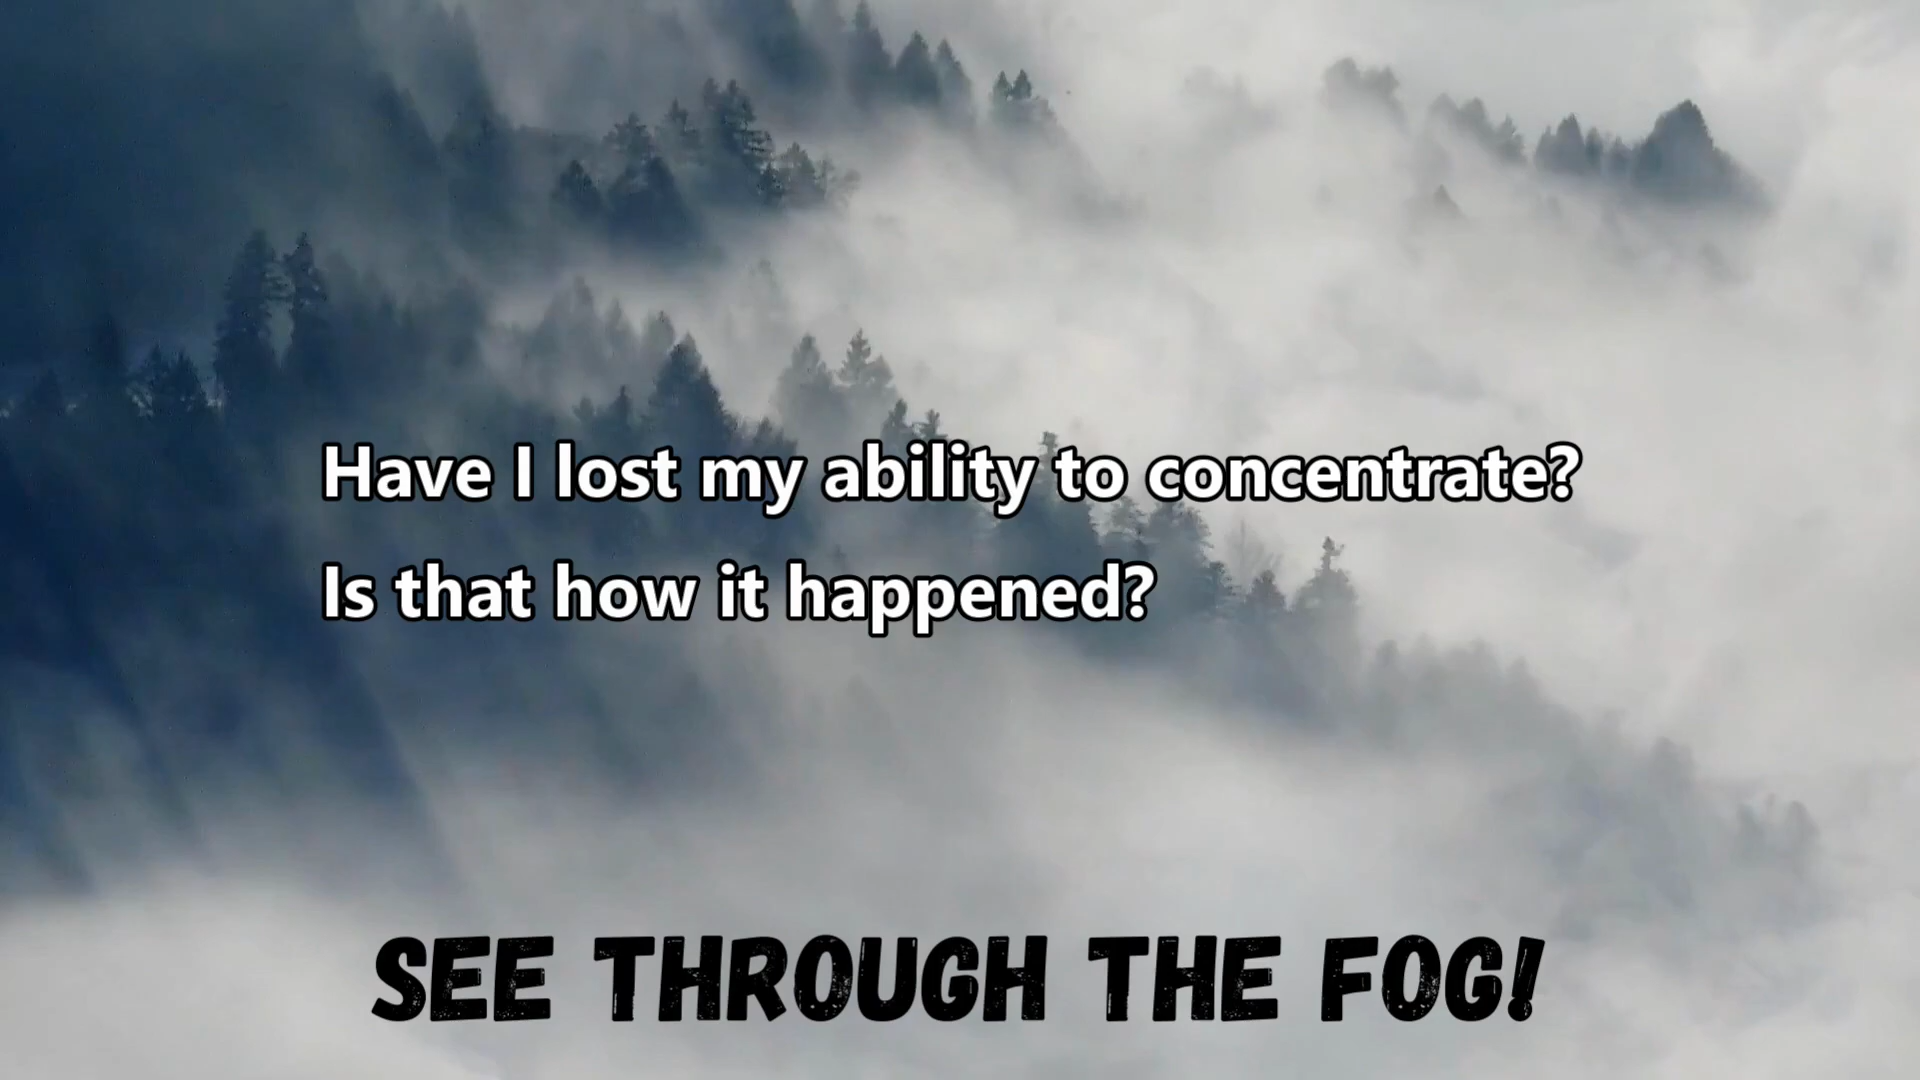 Have I lost my ability to concentrate?
Is that how it happened?
SEE THROUGH THE FOG!